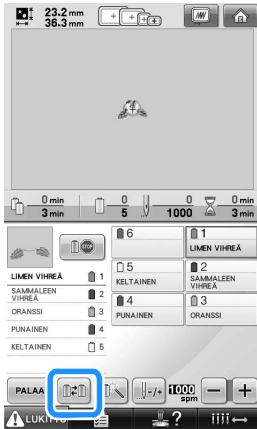 23.2 mm
36.3 mm
0 min
3 min
0
5
0
1000
0 min
3 min
6
1
LIMEN VIHREÄ
5
KELTAINEN
2
SAMMALEEN
VIHREÄ
4
PUNAINEN
3
ORANSSI
LIMEN VIHREÄ 1
SAMMALEEN
VIHREÄ 2
ORANSSI 3
PUNAINEN 4
KELTAINEN 5
PALAA
-/+
1000
spm
− +
LUKITTU
?